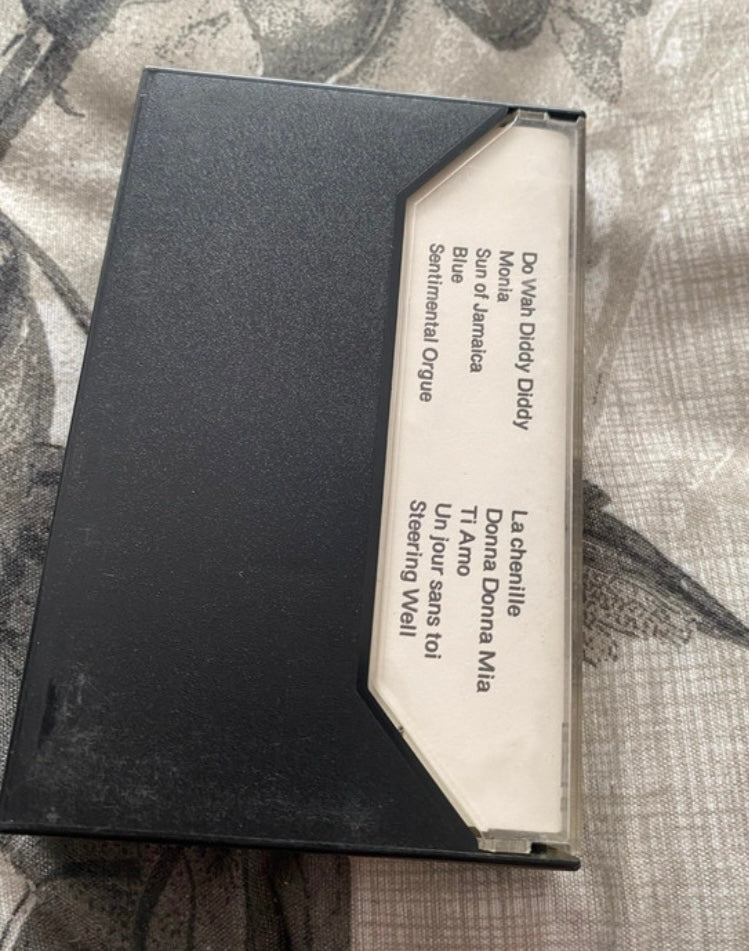 Do Wah Diddy Diddy
Monia
Sun of Jamaica
Blue
Sentimental Orgue
La chenille
Donna Donna Mia
Ti Amo
Un jour sans toi
Steering Well